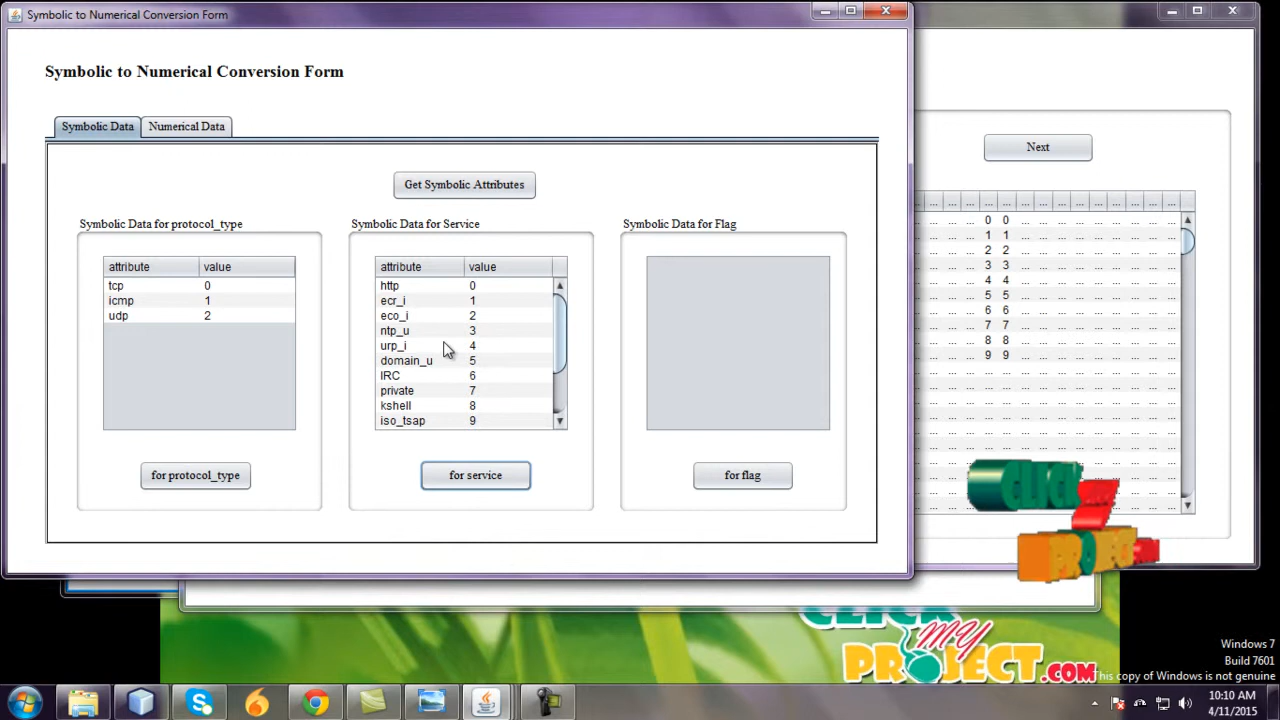 Symbolic to Numerical Conversion Form
Symbolic to Numerical Conversion Form
Symbolic Data
Numerical Data
Get Symbolic Attributes
Next
Symbolic Data for protocol_type
Symbolic Data for Service
Symbolic Data for Flag
attribute value
tcp 0
icmp 1
udp 2
attribute value
http 0
ecr_i 1
eco_i 2
ntp_u 3
urp_i 4
domain_u 5
IRC 6
private 7
kshell 8
iso_tsap 9
for protocol_type
for service
for flag
... ... ... ... ... ... ... ... ... ... ... ... ... ...
... ... ... 0 0 ... ... ... ... ... ... ... ... ...
... ... ... 1 1 ... ... ... ... ... ... ... ... ...
... ... ... 2 2 ... ... ... ... ... ... ... ... ...
... ... ... 3 3 ... ... ... ... ... ... ... ... ...
... ... ... 4 4 ... ... ... ... ... ... ... ... ...
... ... ... 5 5 ... ... ... ... ... ... ... ... ...
... ... ... 6 6 ... ... ... ... ... ... ... ... ...
... ... ... 7 7 ... ... ... ... ... ... ... ... ...
... ... ... 8 8 ... ... ... ... ... ... ... ... ...
... ... ... 9 9 ... ... ... ... ... ... ... ... ...
CLICK
PROJECT
CLICK
MY
PROJECT.COM
Windows 7
Build 7601
This copy of Windows is not genuine
10:10 AM
4/11/2015